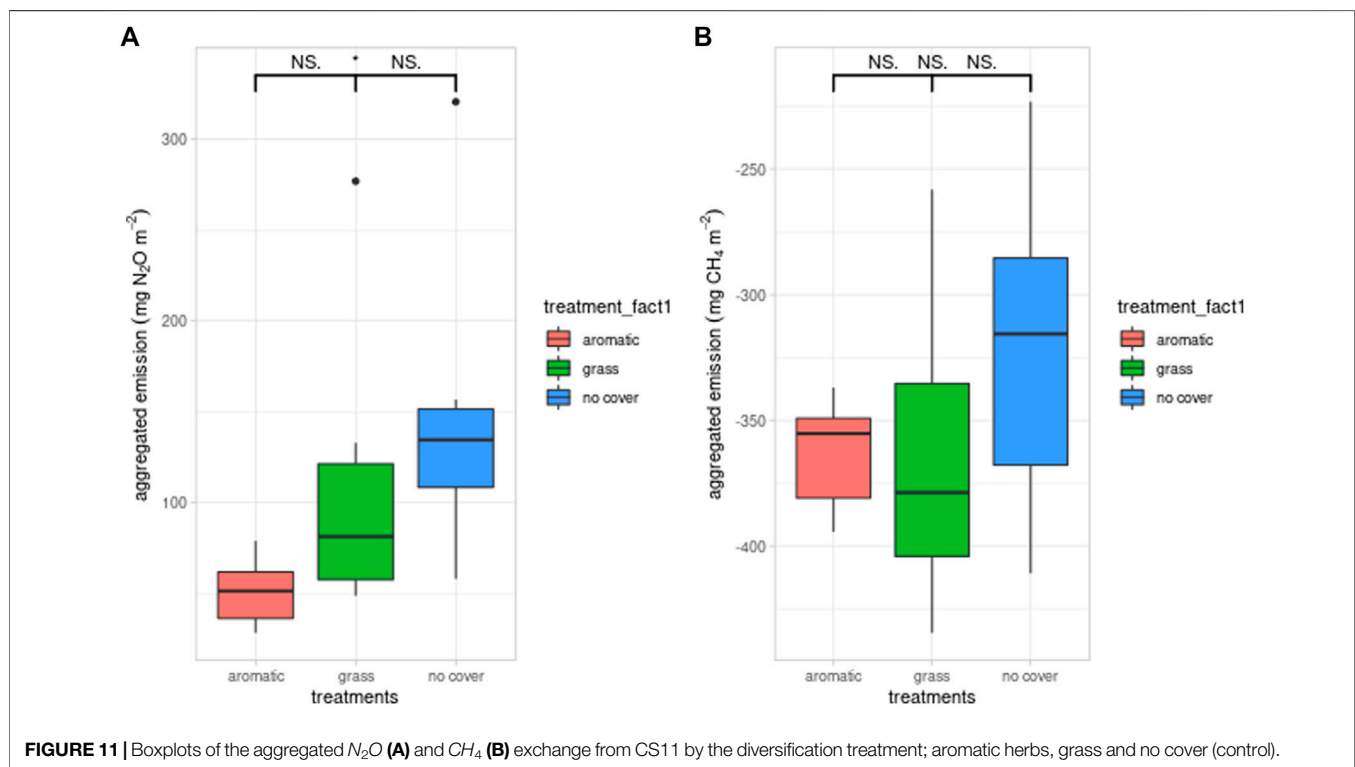 A
NS. * NS.
aggregated emission (mg N₂O m⁻²)
300
200
100
aromatic grass no cover
treatments
treatment_fact1
aromatic
grass
no cover
B
NS. NS. NS.
aggregated emission (mg CH₄ m⁻²)
-250
-300
-350
-400
aromatic grass no cover
treatments
treatment_fact1
aromatic
grass
no cover
FIGURE 11 | Boxplots of the aggregated N₂O (A) and CH₄ (B) exchange from CS11 by the diversification treatment; aromatic herbs, grass and no cover (control).